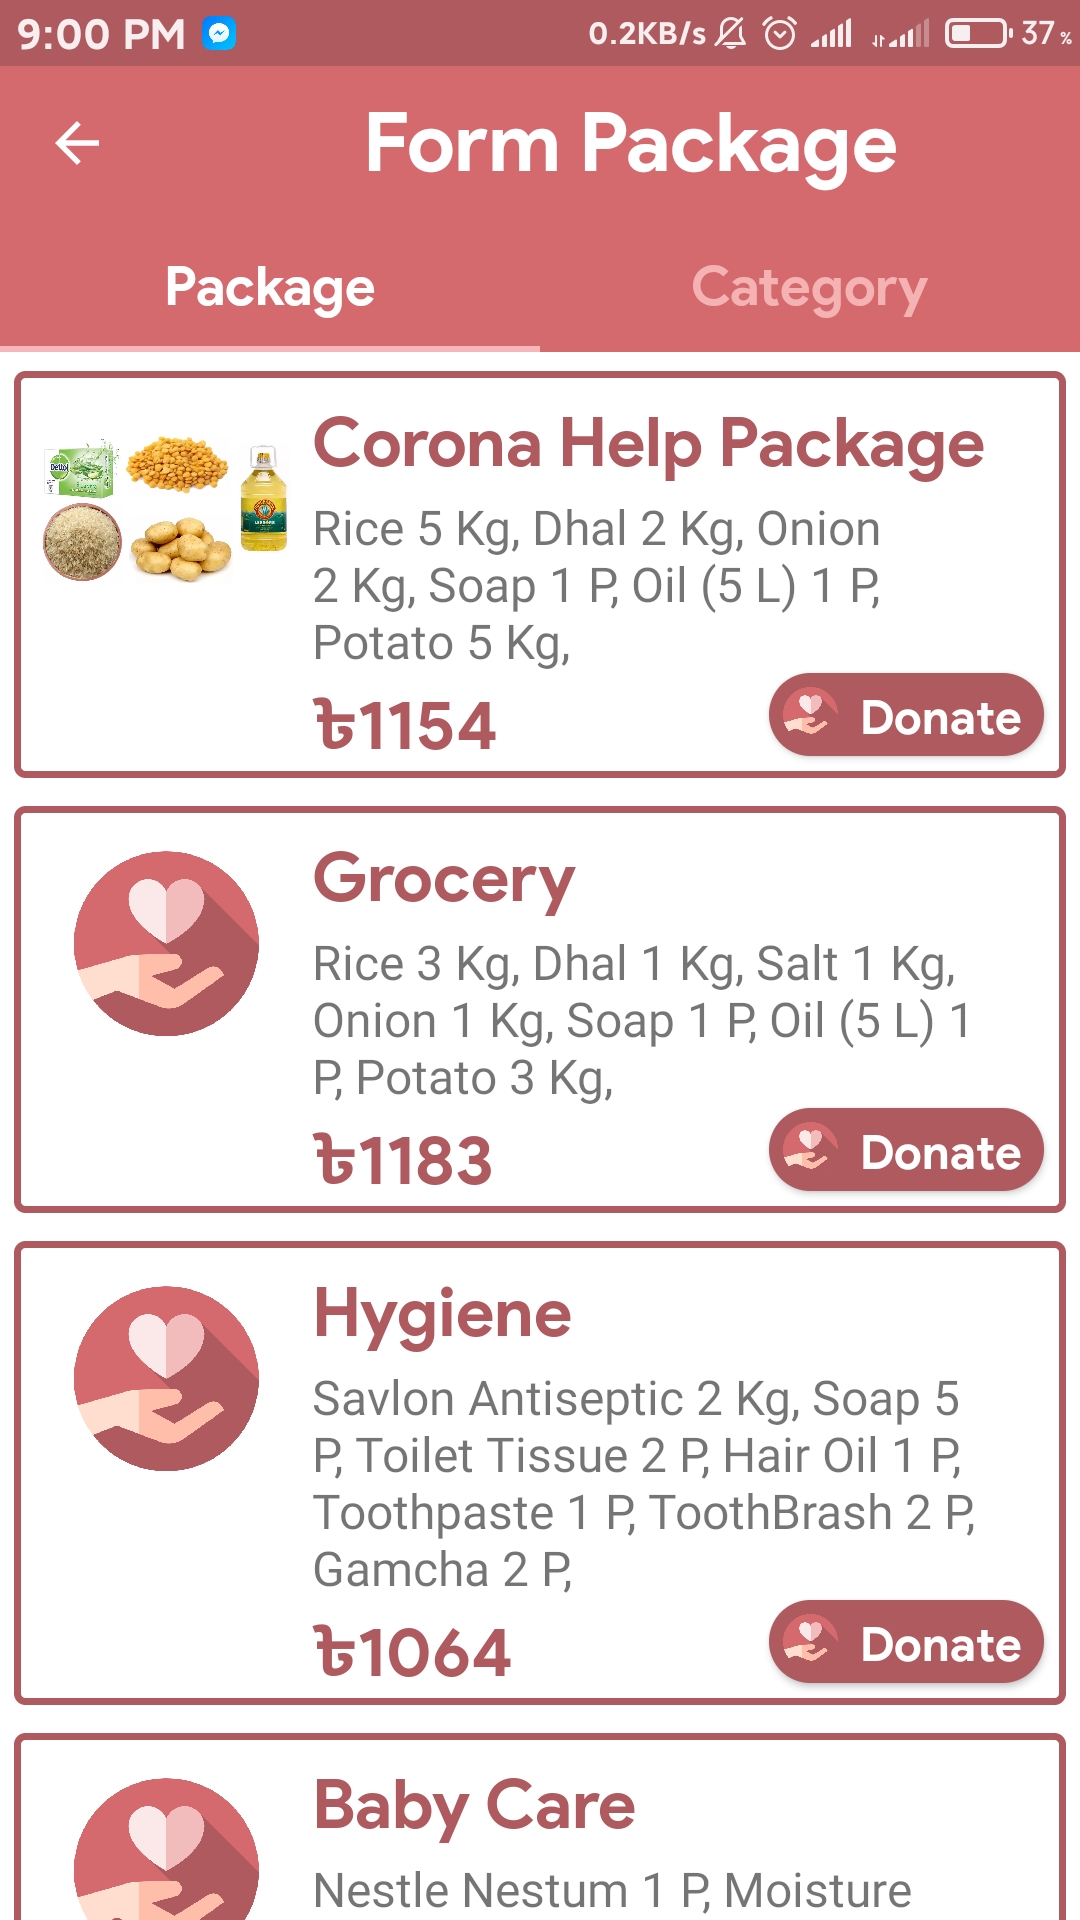 9:00 PM 0.2KB/s 37 %
Form Package
Package Category
Corona Help Package
Dettol
Rice 5 Kg, Dhal 2 Kg, Onion
2 Kg, Soap 1 P, Oil (5 L) 1 P,
Potato 5 Kg,
৳1154 Donate
Grocery
Rice 3 Kg, Dhal 1 Kg, Salt 1 Kg,
Onion 1 Kg, Soap 1 P, Oil (5 L) 1
P, Potato 3 Kg,
৳1183 Donate
Hygiene
Savlon Antiseptic 2 Kg, Soap 5
P, Toilet Tissue 2 P, Hair Oil 1 P,
Toothpaste 1 P, ToothBrash 2 P,
Gamcha 2 P,
৳1064 Donate
Baby Care
Nestle Nestum 1 P, Moisture